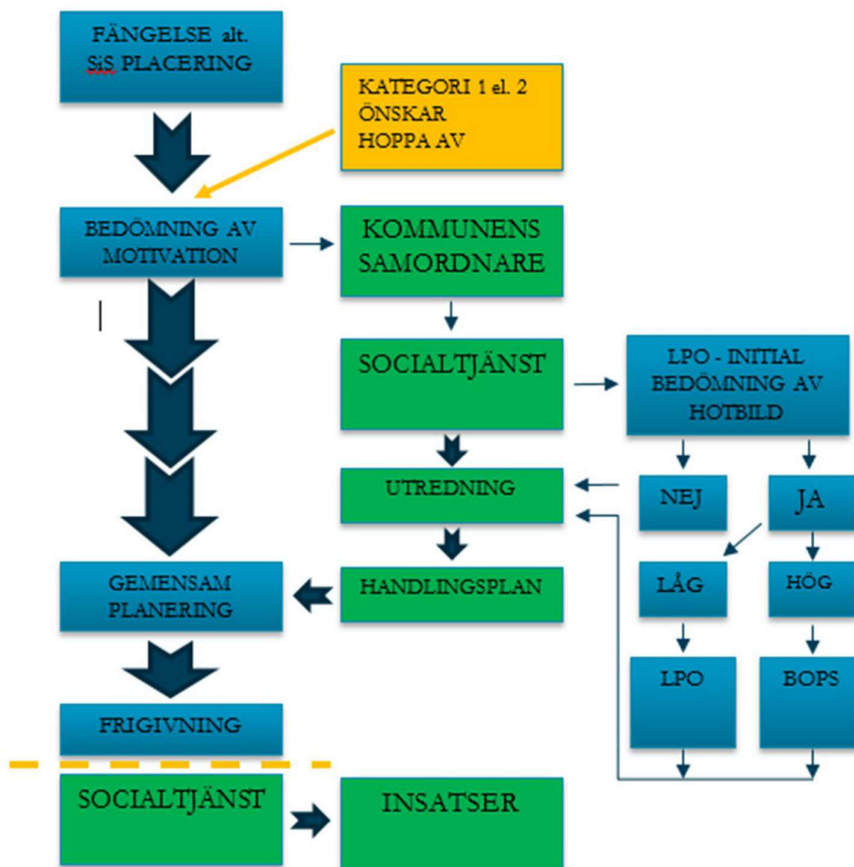 FÄNGELSE alt.
SiS PLACERING
KATEGORI 1 el. 2
ÖNSKAR
HOPPA AV
BEDÖMNING AV
MOTIVATION
KOMMUNENS
SAMORDNARE
SOCIALTJÄNST
LPO - INITIAL
BEDÖMNING AV
HOTBILD
UTREDNING
NEJ
JA
GEMENSAM
PLANERING
HANDLINGSPLAN
LÅG
HÖG
LPO
BOPS
FRIGIVNING
SOCIALTJÄNST
INSATSER